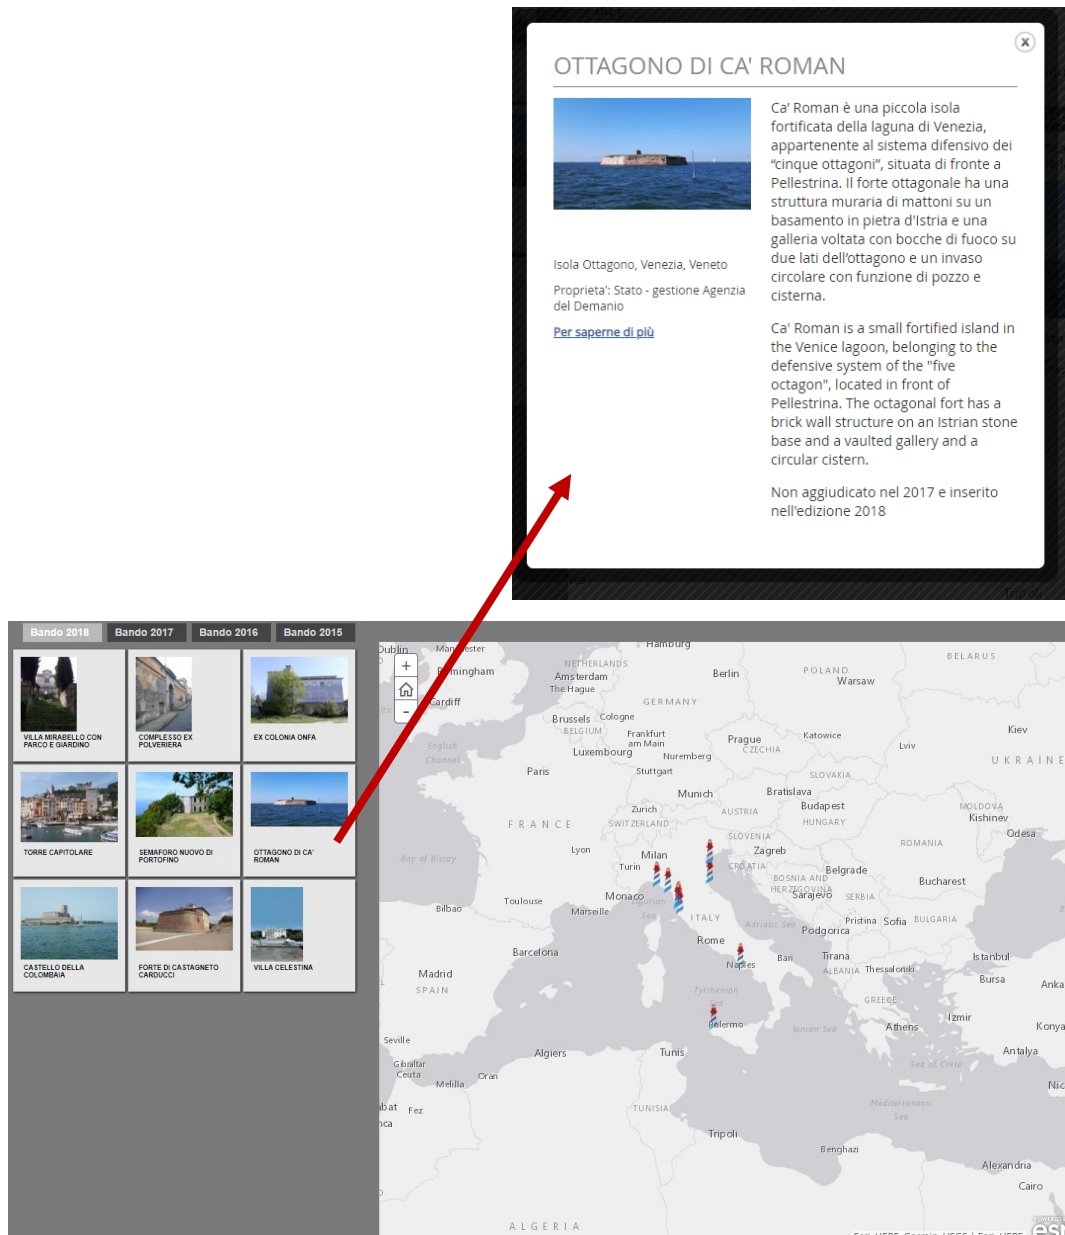 OTTAGONO DI CA' ROMAN
x
Ca' Roman è una piccola isola
fortificata della laguna di Venezia,
appartenente al sistema difensivo dei
"cinque ottagoni", situata di fronte a
Pellestrina. Il forte ottagonale ha una
struttura muraria di mattoni su un
basamento in pietra d'Istria e una
galleria voltata con bocche di fuoco su
due lati dell'ottagono e un invaso
circolare con funzione di pozzo e
cisterna.
Ca' Roman is a small fortified island in
the Venice lagoon, belonging to the
defensive system of the "five
octagon", located in front of
Pellestrina. The octagonal fort has a
brick wall structure on an Istrian stone
base and a vaulted gallery and a
circular cistern.
Non aggiudicato nel 2017 e inserito
nell'edizione 2018
Isola Ottagono, Venezia, Veneto
Proprieta': Stato - gestione Agenzia
del Demanio
Per saperne di più
Tripoli
Bando 2018 Bando 2017 Bando 2016 Bando 2015
VILLA MIRABELLO CON
PARCO E GIARDINO
COMPLESSO EX
POLVERIERA
EX COLONIA ONFA
TORRE CAPITOLARE
SEMAFORO NUOVO DI
PORTOFINO
OTTAGONO DI CA'
ROMAN
CASTELLO DELLA
COLOMBAIA
FORTE DI CASTAGNETO
CARDUCCI
VILLA CELESTINA
+
-
Dublin
Hamburg
BELARUS
NETHERLANDS
Amsterdam
The Hague
Berlin
POLAND
Warsaw
Cardiff
GERMANY
Brussels
Cologne
BELGIUM
Frankfurt
am Main
Prague
CZECHIA
Katowice
Kiev
English
Channel
Luxembourg
Nuremberg
Lviv
UKRAINE
Paris
Stuttgart
SLOVAKIA
Munich
Bratislava
Zurich
SWITZERLAND
AUSTRIA
Budapest
HUNGARY
MOLDOVA
Kishinev
FRANCE
SLOVENIA
Odesa
Lyon
Milan
Zagreb
ROMANIA
Bay of Biscay
Turin
CROATIA
BOSNIA AND
HERZEGOVINA
Belgrade
Bucharest
Toulouse
Monaco
Sarajevo
SERBIA
Bilbao
Marseille
Ligurian
Sea
ITALY
Adriatic Sea
Podgorica
Pristina
Sofia
BULGARIA
Rome
Barcelona
Naples
Bari
Tirana
ALBANIA
Thessaloniki
Istanbul
Madrid
SPAIN
Tyrrhenian
Sea
Bursa
Anka
GREECE
Palermo
Ionian Sea
Athens
Izmir
Konya
Seville
Algiers
Tunis
Antalya
Gibraltar
Ceuta
Melilla
Oran
Sea of Crete
Nic
bat
Fez
nca
TUNISIA
Mediterranean
Sea
Tripoli
Benghazi
Alexandria
Cairo
ALGERIA
POWERED
esri